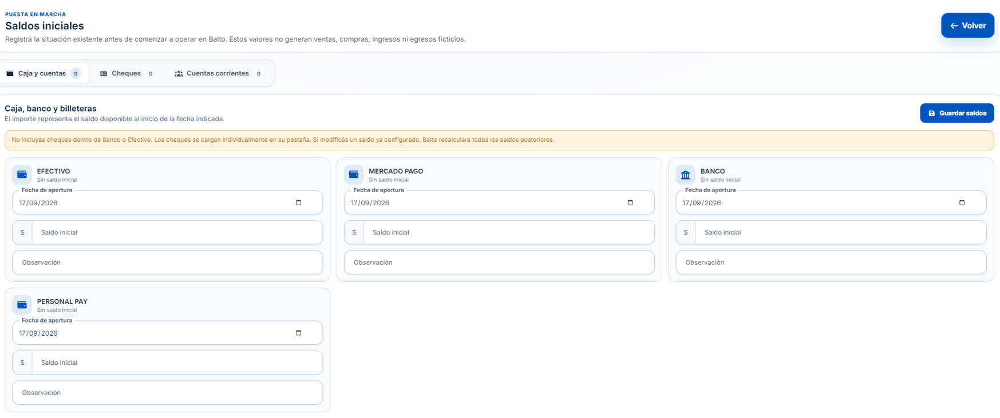 PUESTA EN MARCHA
Saldos iniciales
Registrá la situación existente antes de comenzar a operar en Balto. Estos valores no generan ventas, compras, ingresos ni egresos ficticios.
← Volver
Caja y cuentas 0
Cheques 0
Cuentas corrientes 0
Caja, banco y billeteras
El importe representa el saldo disponible al inicio de la fecha indicada.
Guardar saldos
No incluyas cheques dentro de Banco o Efectivo. Los cheques se cargan individualmente en su pestaña. Si modificás un saldo ya configurado, Balto recalculará todos los saldos posteriores.
EFECTIVO
Sin saldo inicial
Fecha de apertura
17/09/2026
$ Saldo inicial
Observación
MERCADO PAGO
Sin saldo inicial
Fecha de apertura
17/09/2026
$ Saldo inicial
Observación
BANCO
Sin saldo inicial
Fecha de apertura
17/09/2026
$ Saldo inicial
Observación
PERSONAL PAY
Sin saldo inicial
Fecha de apertura
17/09/2026
$ Saldo inicial
Observación